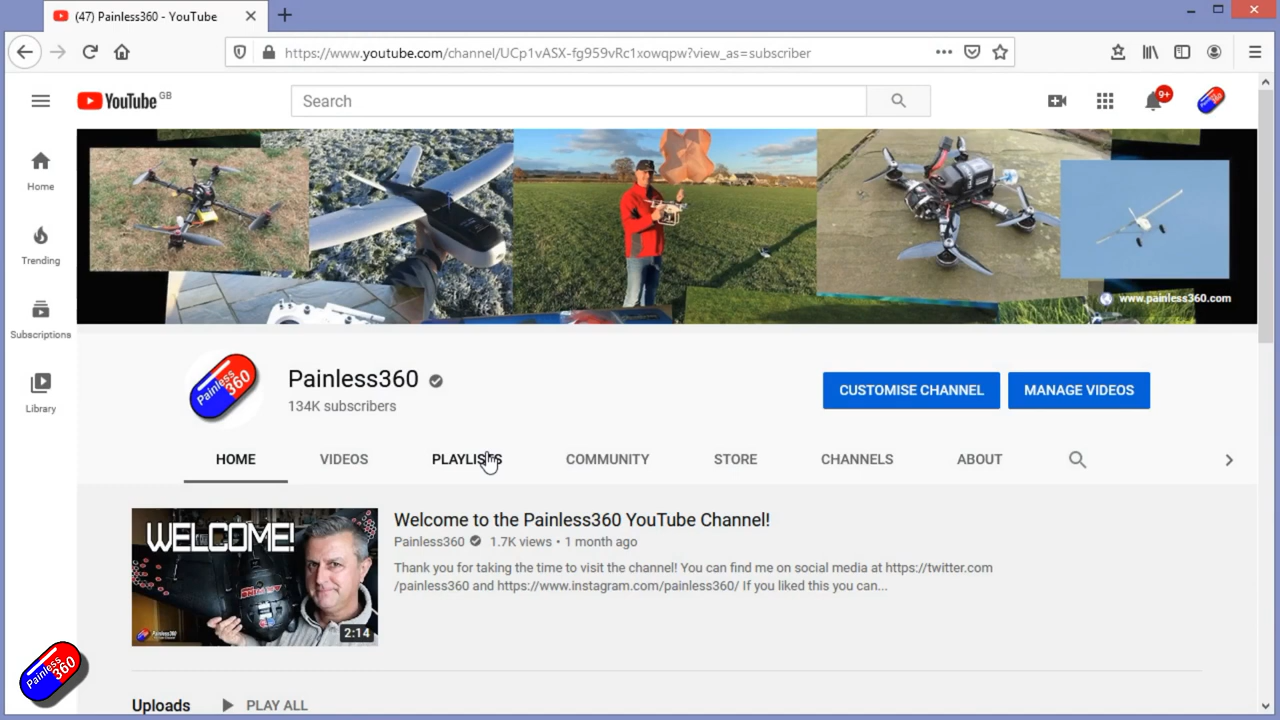 (47) Painless360 - YouTube
https://www.youtube.com/channel/UCp1vASX-fg959vRc1xowqpw?view_as=subscriber
YouTube GB
Search
9+
Home
Trending
Subscriptions
Library
www.painless360.com
Painless 360
Painless360
134K subscribers
CUSTOMISE CHANNEL
MANAGE VIDEOS
HOME
VIDEOS
PLAYLISTS
COMMUNITY
STORE
CHANNELS
ABOUT
WELCOME!
2:14
Welcome to the Painless360 YouTube Channel!
Painless360 1.7K views • 1 month ago
Thank you for taking the time to visit the channel! You can find me on social media at https://twitter.com
/painless360 and https://www.instagram.com/painless360/ If you liked this you can...
Painless 360
Uploads
PLAY ALL